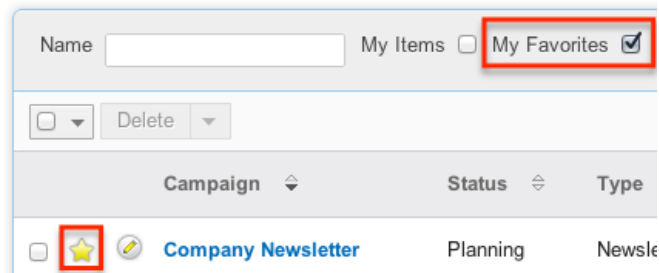 Name My Items My Favorites
Delete
Campaign Status Type
Company Newsletter Planning Newsle